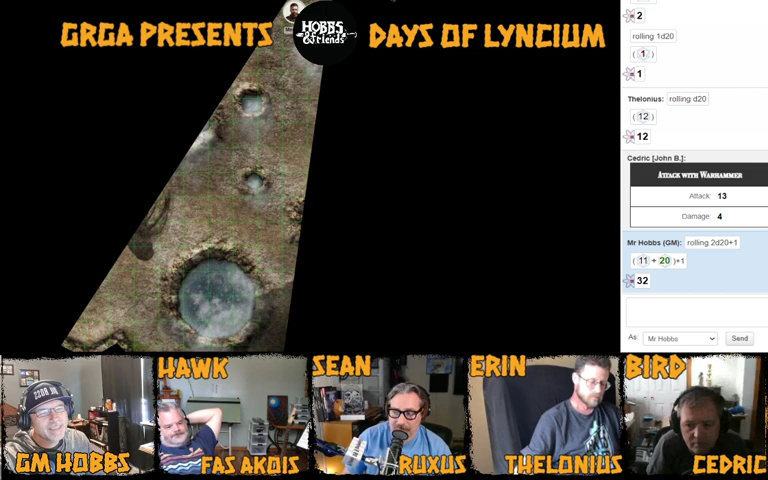 GRGA PRESENTS
HOBBS
& Friends
DAYS OF LYNCIUM
2
rolling 1d20
(1)
1
Thelonius: rolling d20
(12)
12
Cedric [John B.]:
Attack with Warhammer
Attack: 13
Damage: 4
Mr Hobbs (GM): rolling 2d20+1
(11+20)+1
32
As: Mr Hobbs Send
HAWK SEAN ERIN BIRD
GM HOBBS FAS AKOIS RUXUS THELONIUS CEDRIC